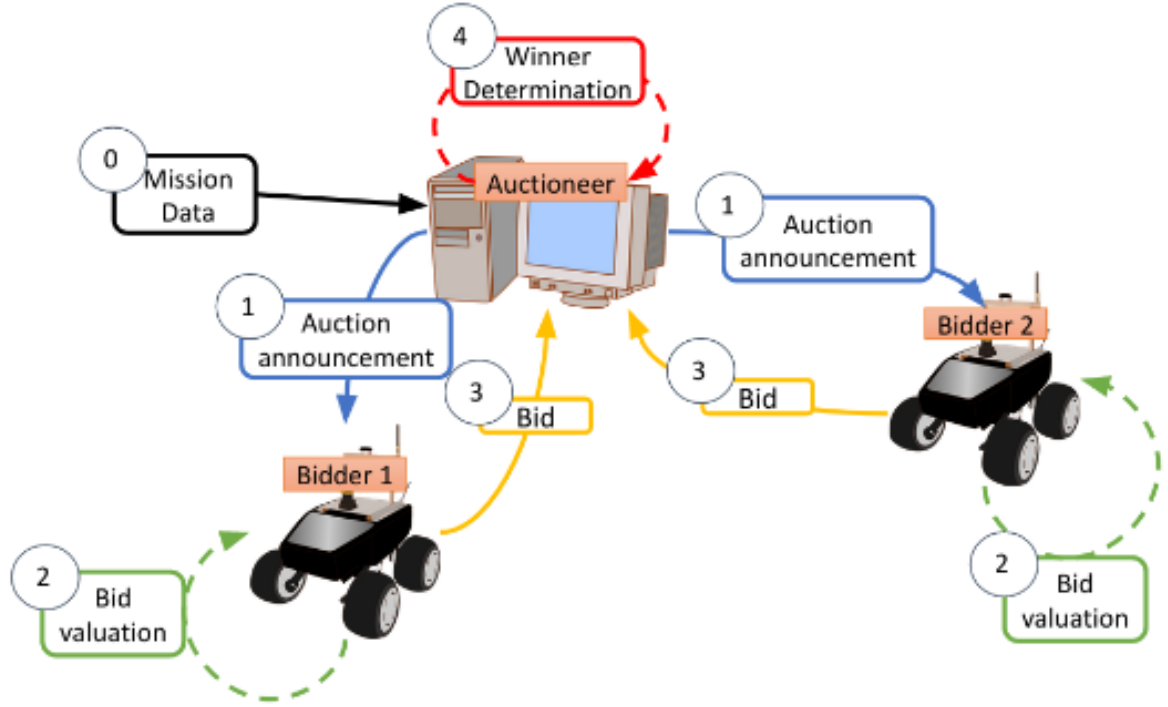 4
Winner
Determination
0
Mission
Data
Auctioneer
1
Auction
announcement
1
Auction
announcement
Bidder 2
3
Bid
3
Bid
Bidder 1
2
Bid
valuation
2
Bid
valuation